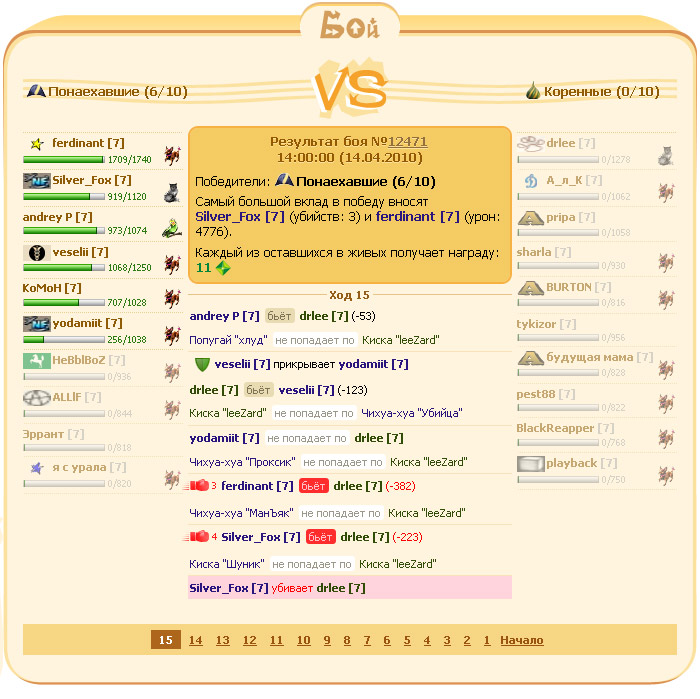 Бой
Понаехавшие (6/10)
VS
Коренные (0/10)
ferdinant [7]
1709/1740
Silver_Fox [7]
919/1120
andrey P [7]
973/1074
veselii [7]
1068/1250
KoMoH [7]
707/1028
yodamiit [7]
256/1038
HeBblBoZ [7]
0/936
ALLlF [7]
0/844
Эррант [7]
0/818
я с урала [7]
0/820
Результат боя №12471
14:00:00 (14.04.2010)
Победители: Понаехавшие (6/10)
Самый большой вклад в победу вносят
Silver_Fox [7] (убийств: 3) и ferdinant [7] (урон:
4776).
Каждый из оставшихся в живых получает награду:
11
Ход 15
andrey P [7] бьёт drlee [7] (-53)
Попугай "хлуд" не попадает по Киска "leeZard"
veselii [7] прикрывает yodamiit [7]
drlee [7] бьёт veselii [7] (-123)
Киска "leeZard" не попадает по Чихуа-хуа "Убийца"
yodamiit [7] не попадает по drlee [7]
Чихуа-хуа "Проксик" не попадает по Киска "leeZard"
3 ferdinant [7] бьёт drlee [7] (-382)
Чихуа-хуа "МанЪяк" не попадает по Киска "leeZard"
4 Silver_Fox [7] бьёт drlee [7] (-223)
Киска "Шуник" не попадает по Киска "leeZard"
Silver_Fox [7] убивает drlee [7]
drlee [7]
0/1278
А_л_К [7]
0/1062
pripa [7]
0/1058
sharla [7]
0/930
BURTON [7]
0/816
tykizor [7]
0/956
будущая мама [7]
0/828
pest88 [7]
0/822
BlackReapper [7]
0/768
playback [7]
0/750
15 14 13 12 11 10 9 8 7 6 5 4 3 2 1 Начало